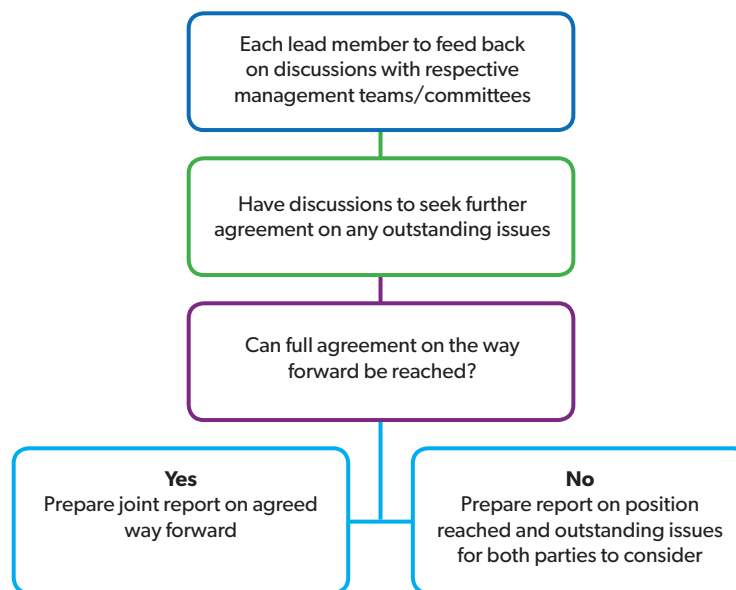 Each lead member to feed back
on discussions with respective
management teams/committees
Have discussions to seek further
agreement on any outstanding issues
Can full agreement on the way
forward be reached?
Yes
Prepare joint report on agreed
way forward
No
Prepare report on position
reached and outstanding issues
for both parties to consider